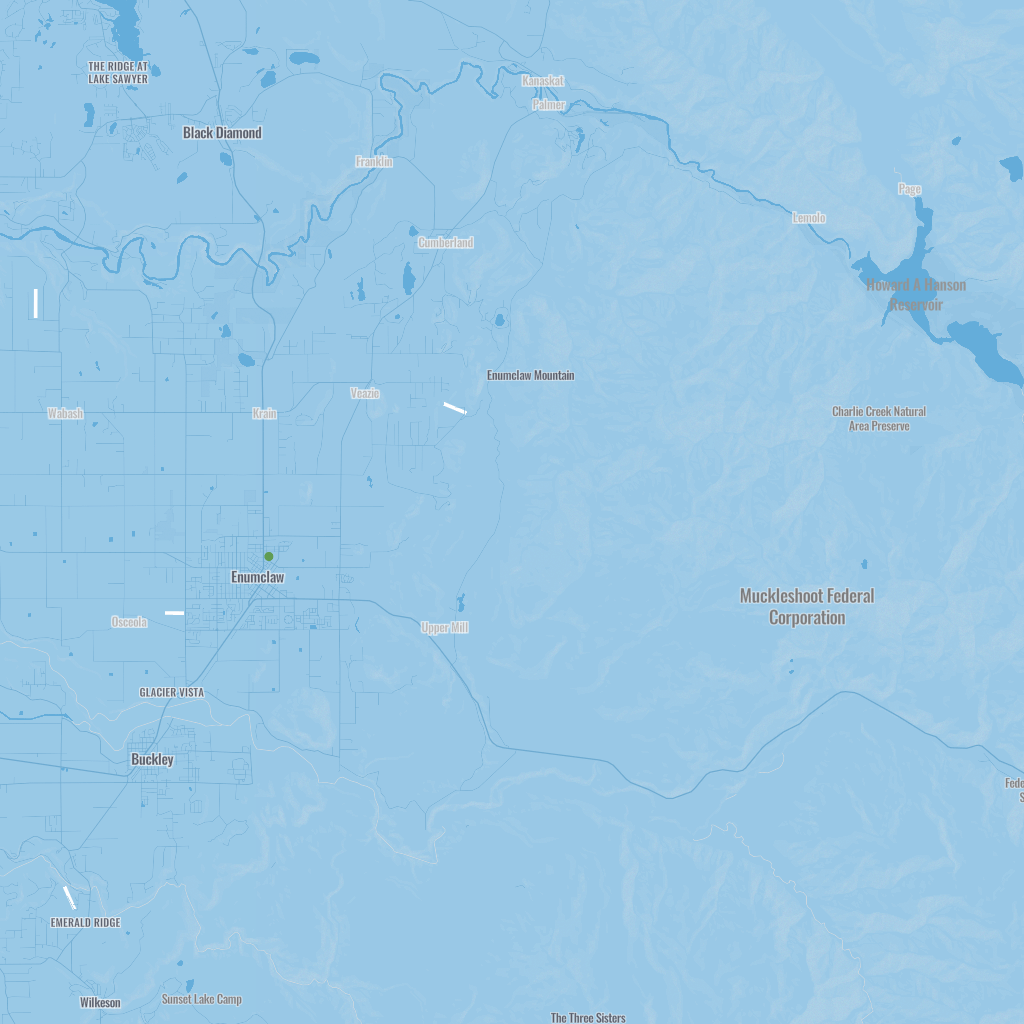 THE RIDGE AT
LAKE SAWYER
Kanaskat
Palmer
Black Diamond
Franklin
Page
Lemolo
Cumberland
Howard A Hanson
Reservoir
Enumclaw Mountain
Veazie
Wabash
Krain
Charlie Creek Natural
Area Preserve
Enumclaw
Muckleshoot Federal
Corporation
Osceola
Upper Mill
GLACIER VISTA
Buckley
Fede
S
EMERALD RIDGE
Wilkeson
Sunset Lake Camp
The Three Sisters